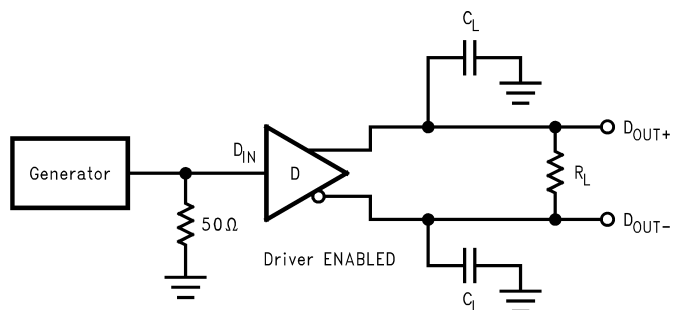 C_L
D_OUT+
Generator
D_IN
D
R_L
50Ω
D_OUT−
Driver ENABLED
C_L